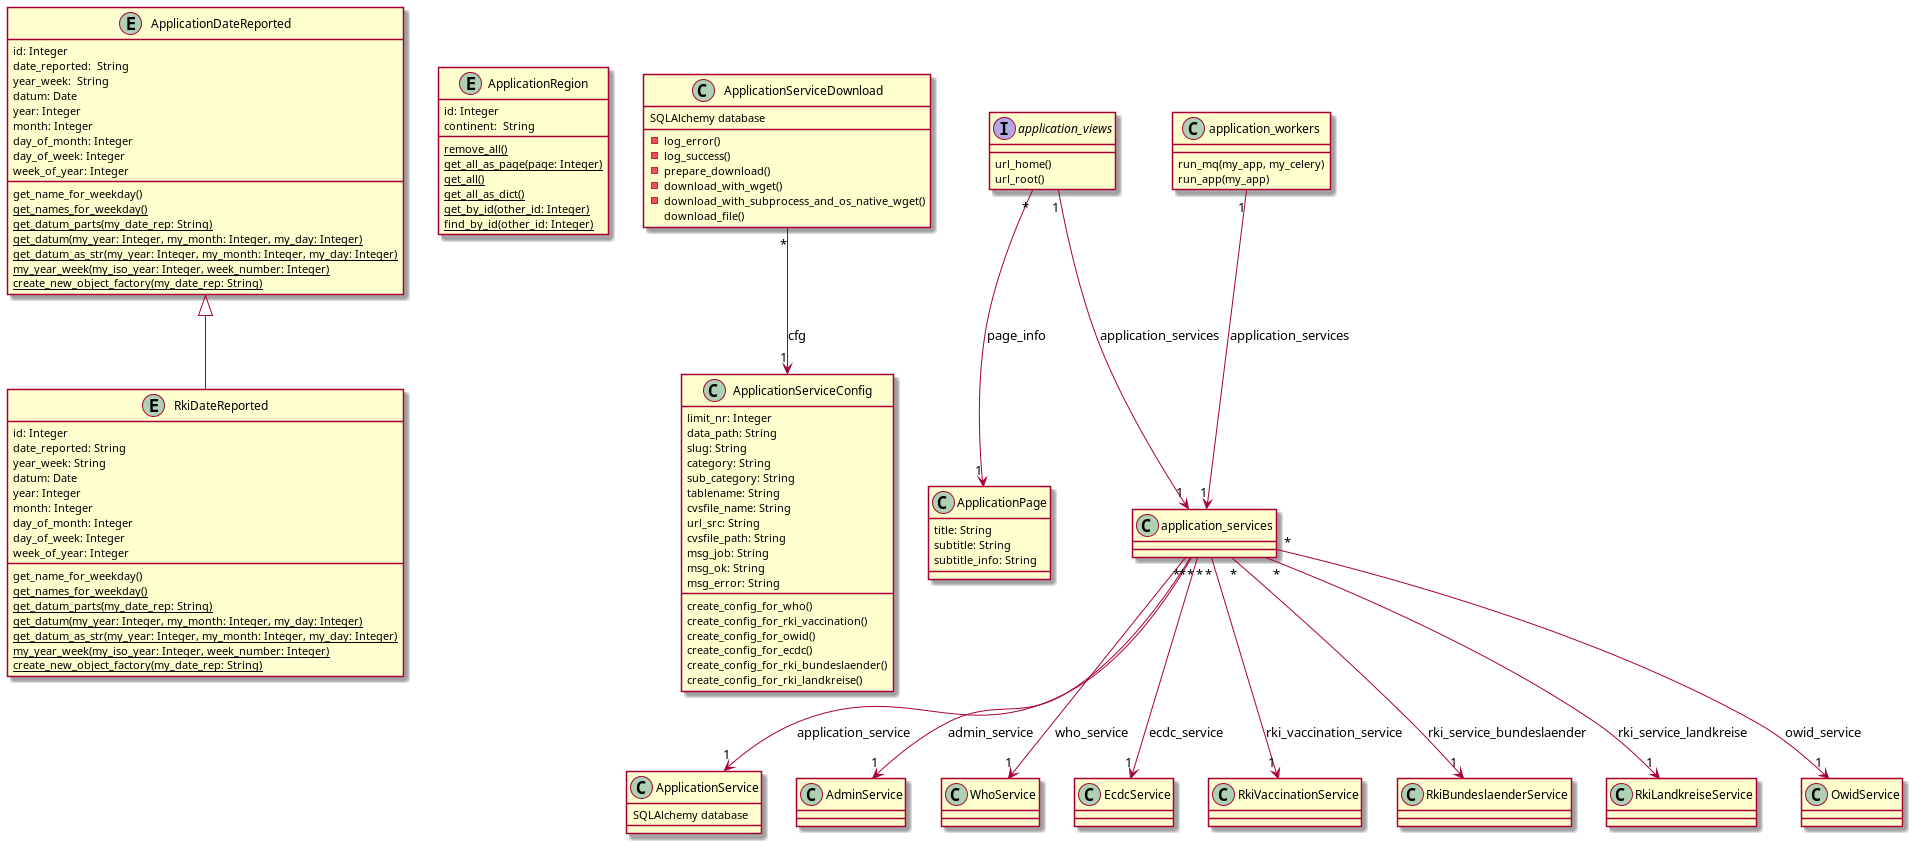 E ApplicationDateReported
id: Integer
date_reported:  String
year_week:  String
datum: Date
year: Integer
month: Integer
day_of_month: Integer
day_of_week: Integer
week_of_year: Integer
get_name_for_weekday()
get_names_for_weekday()
get_datum_parts(my_date_rep: String)
get_datum(my_year: Integer, my_month: Integer, my_day: Integer)
get_datum_as_str(my_year: Integer, my_month: Integer, my_day: Integer)
my_year_week(my_iso_year: Integer, week_number: Integer)
create_new_object_factory(my_date_rep: String)
E ApplicationRegion
id: Integer
continent:  String
remove_all()
get_all_as_page(page: Integer)
get_all()
get_all_as_dict()
get_by_id(other_id: Integer)
find_by_id(other_id: Integer)
C ApplicationServiceDownload
SQLAlchemy database
log_error()
log_success()
prepare_download()
download_with_wget()
download_with_subprocess_and_os_native_wget()
download_file()
I application_views
url_home()
url_root()
C application_workers
run_mq(my_app, my_celery)
run_app(my_app)
* 
* 1
1
cfg
page_info
application_services
application_services
1
1
1
1
E RkiDateReported
id: Integer
date_reported: String
year_week: String
datum: Date
year: Integer
month: Integer
day_of_month: Integer
day_of_week: Integer
week_of_year: Integer
get_name_for_weekday()
get_names_for_weekday()
get_datum_parts(my_date_rep: String)
get_datum(my_year: Integer, my_month: Integer, my_day: Integer)
get_datum_as_str(my_year: Integer, my_month: Integer, my_day: Integer)
my_year_week(my_iso_year: Integer, week_number: Integer)
create_new_object_factory(my_date_rep: String)
C ApplicationServiceConfig
limit_nr: Integer
data_path: String
slug: String
category: String
sub_category: String
tablename: String
cvsfile_name: String
url_src: String
cvsfile_path: String
msg_job: String
msg_ok: String
msg_error: String
create_config_for_who()
create_config_for_rki_vaccination()
create_config_for_owid()
create_config_for_ecdc()
create_config_for_rki_bundeslaender()
create_config_for_rki_landkreise()
C ApplicationPage
title: String
subtitle: String
subtitle_info: String
C application_services
*
* * * * * *
*
application_service
admin_service
who_service
ecdc_service
rki_vaccination_service
rki_service_bundeslaender
rki_service_landkreise
owid_service
1
1
1
1
1
1
1
1
C ApplicationService
SQLAlchemy database
C AdminService
C WhoService
C EcdcService
C RkiVaccinationService
C RkiBundeslaenderService
C RkiLandkreiseService
C OwidService